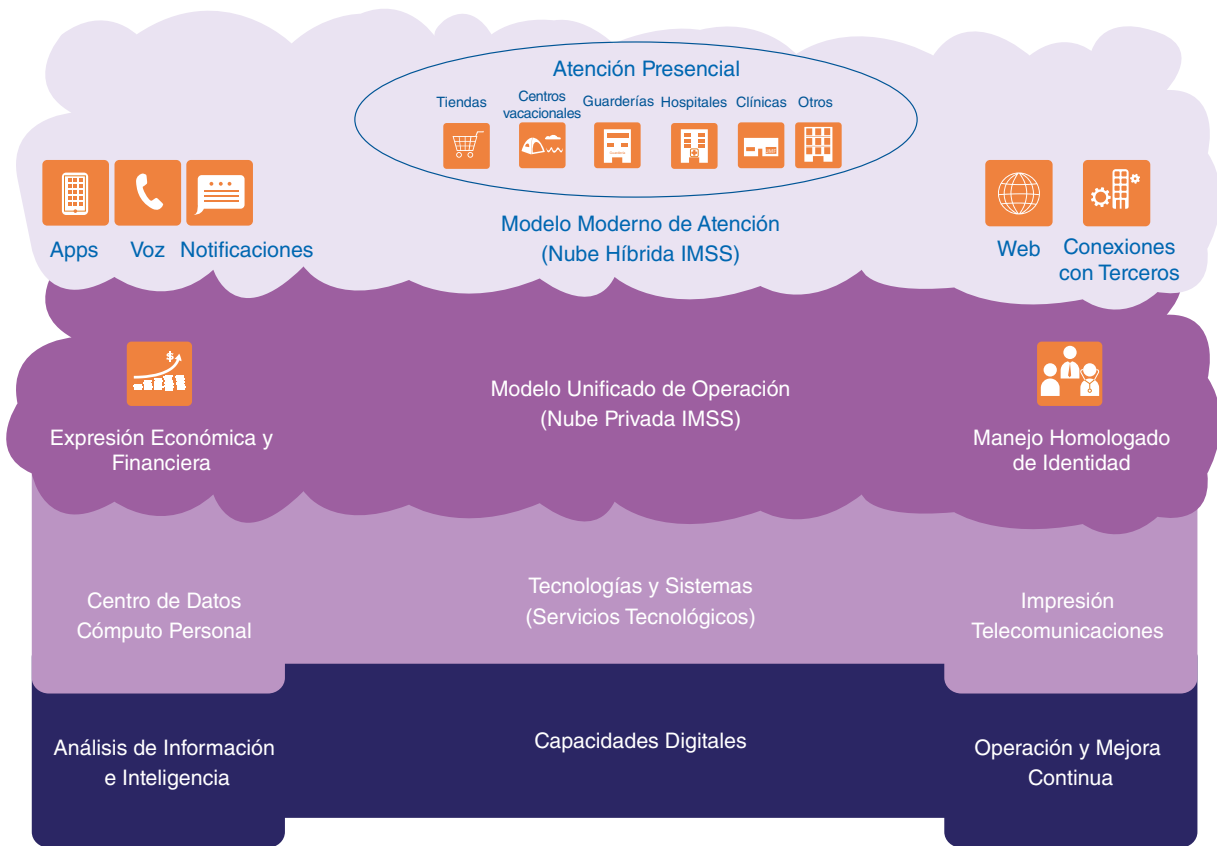 Atención Presencial
Tiendas
Centros
vacacionales
Guarderías
Hospitales
Clínicas
Otros
Apps
Voz
Notificaciones
Modelo Moderno de Atención
(Nube Híbrida IMSS)
Web
Conexiones
con Terceros
$
Expresión Económica y
Financiera
Modelo Unificado de Operación
(Nube Privada IMSS)
Manejo Homologado
de Identidad
Centro de Datos
Cómputo Personal
Tecnologías y Sistemas
(Servicios Tecnológicos)
Impresión
Telecomunicaciones
Análisis de Información
e Inteligencia
Capacidades Digitales
Operación y Mejora
Continua